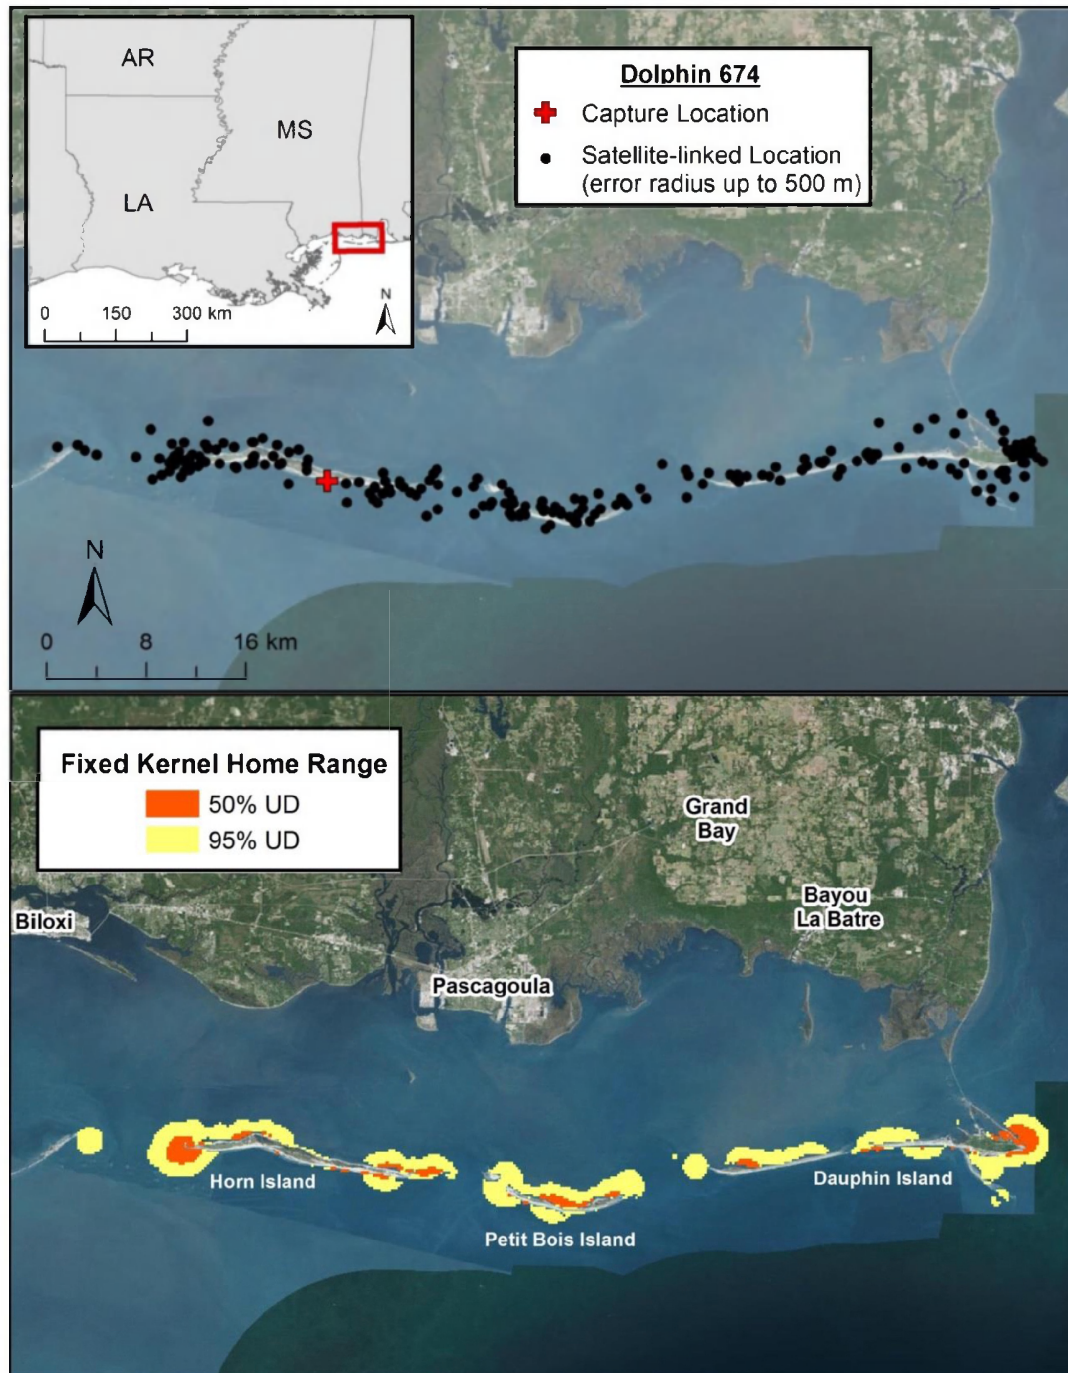 AR
MS
LA
0 150 300 km
N
Dolphin 674
Capture Location
Satellite-linked Location
(error radius up to 500 m)
N
0 8 16 km
Fixed Kernel Home Range
50% UD
95% UD
Grand
Bay
Bayou
La Batre
Biloxi
Pascagoula
Horn Island
Dauphin Island
Petit Bois Island